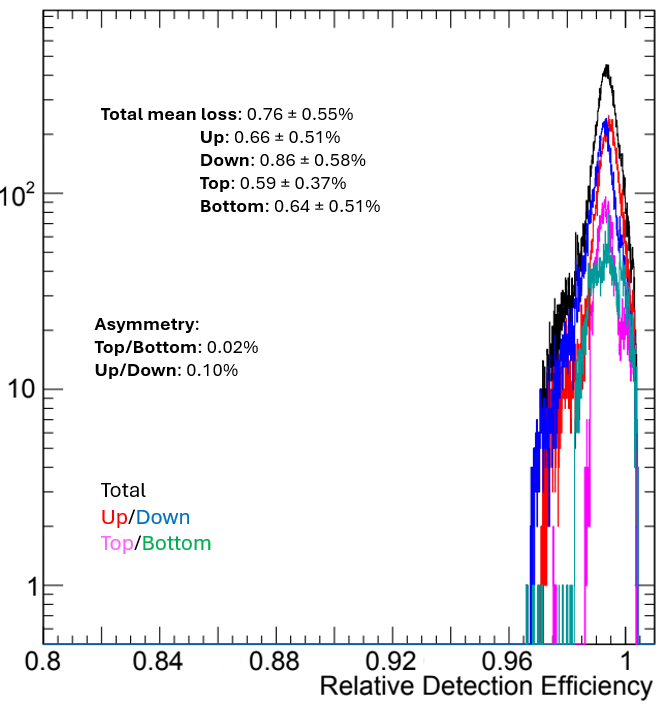 Total mean loss: 0.76 ± 0.55%
Up: 0.66 ± 0.51%
Down: 0.86 ± 0.58%
Top: 0.59 ± 0.37%
Bottom: 0.64 ± 0.51%
10²
Asymmetry:
Top/Bottom: 0.02%
Up/Down: 0.10%
10
Total
Up/Down
Top/Bottom
1
0.8 0.84 0.88 0.92 0.96 1
Relative Detection Efficiency